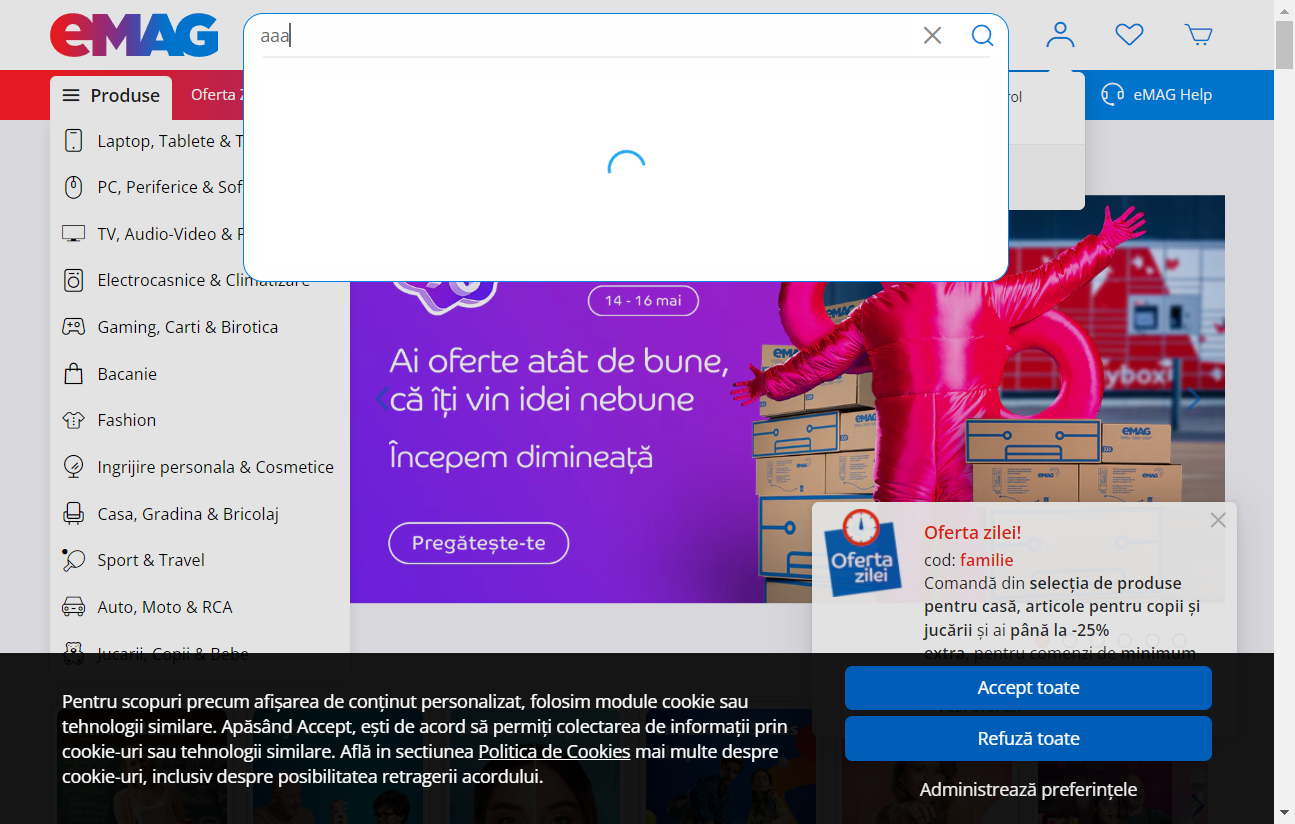 eMAG
aaa
Produse
Oferta Z
rol
eMAG Help
Laptop, Tablete & T
PC, Periferice & Sof
TV, Audio-Video & F
Electrocasnice & Climatizare
Gaming, Carti & Birotica
Bacanie
Fashion
Ingrijire personala & Cosmetice
Casa, Gradina & Bricolaj
Sport & Travel
Auto, Moto & RCA
Jucarii, Copii & Bebe
14 - 16 mai
Ai oferte atât de bune,
că îți vin idei nebune
Începem dimineață
Pregătește-te
Oferta
zilei
Oferta zilei!
cod: familie
Comandă din selecția de produse
pentru casă, articole pentru copii și
jucării și ai până la -25%
extra, pentru comenzi de minimum
Pentru scopuri precum afișarea de conținut personalizat, folosim module cookie sau
tehnologii similare. Apăsând Accept, ești de acord să permiți colectarea de informații prin
cookie-uri sau tehnologii similare. Află in sectiunea Politica de Cookies mai multe despre
cookie-uri, inclusiv despre posibilitatea retragerii acordului.
Accept toate
Refuză toate
Administrează preferințele